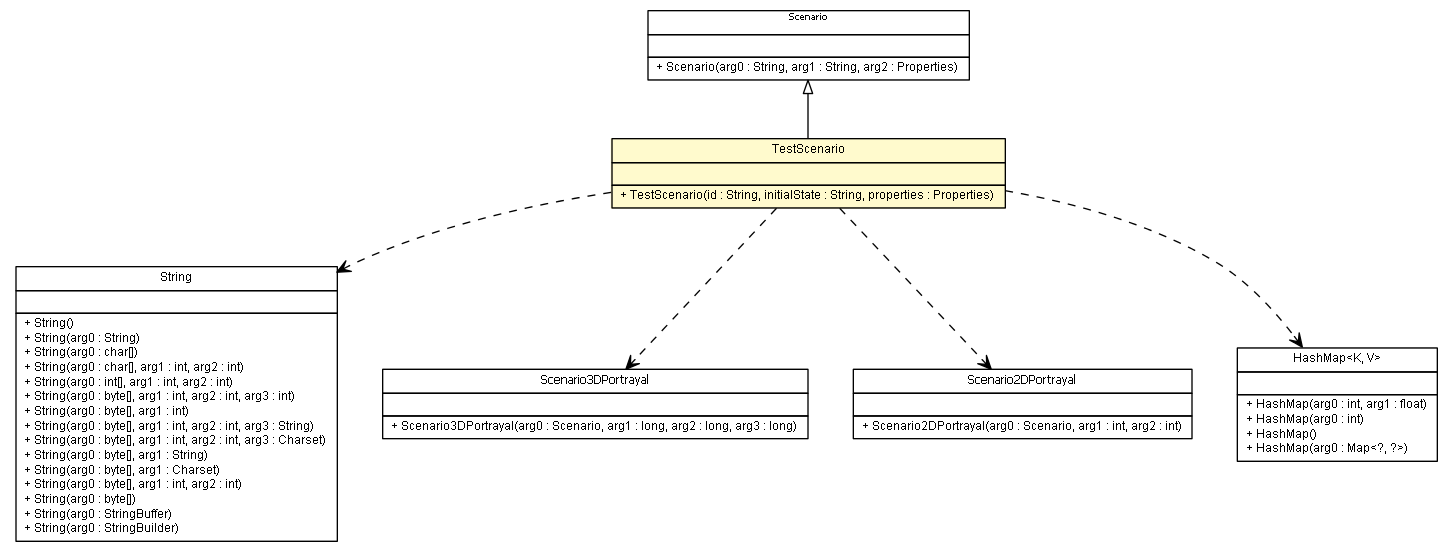 Scenario
+ Scenario(arg0 : String, arg1 : String, arg2 : Properties)
TestScenario
+ TestScenario(id : String, initialState : String, properties : Properties)
String
+ String()
+ String(arg0 : String)
+ String(arg0 : char[])
+ String(arg0 : char[], arg1 : int, arg2 : int)
+ String(arg0 : int[], arg1 : int, arg2 : int)
+ String(arg0 : byte[], arg1 : int, arg2 : int, arg3 : int)
+ String(arg0 : byte[], arg1 : int)
+ String(arg0 : byte[], arg1 : int, arg2 : int, arg3 : String)
+ String(arg0 : byte[], arg1 : int, arg2 : int, arg3 : Charset)
+ String(arg0 : byte[], arg1 : String)
+ String(arg0 : byte[], arg1 : Charset)
+ String(arg0 : byte[], arg1 : int, arg2 : int)
+ String(arg0 : byte[])
+ String(arg0 : StringBuffer)
+ String(arg0 : StringBuilder)
Scenario3DPortrayal
+ Scenario3DPortrayal(arg0 : Scenario, arg1 : long, arg2 : long, arg3 : long)
Scenario2DPortrayal
+ Scenario2DPortrayal(arg0 : Scenario, arg1 : int, arg2 : int)
HashMap<K, V>
+ HashMap(arg0 : int, arg1 : float)
+ HashMap(arg0 : int)
+ HashMap()
+ HashMap(arg0 : Map<?, ?>)